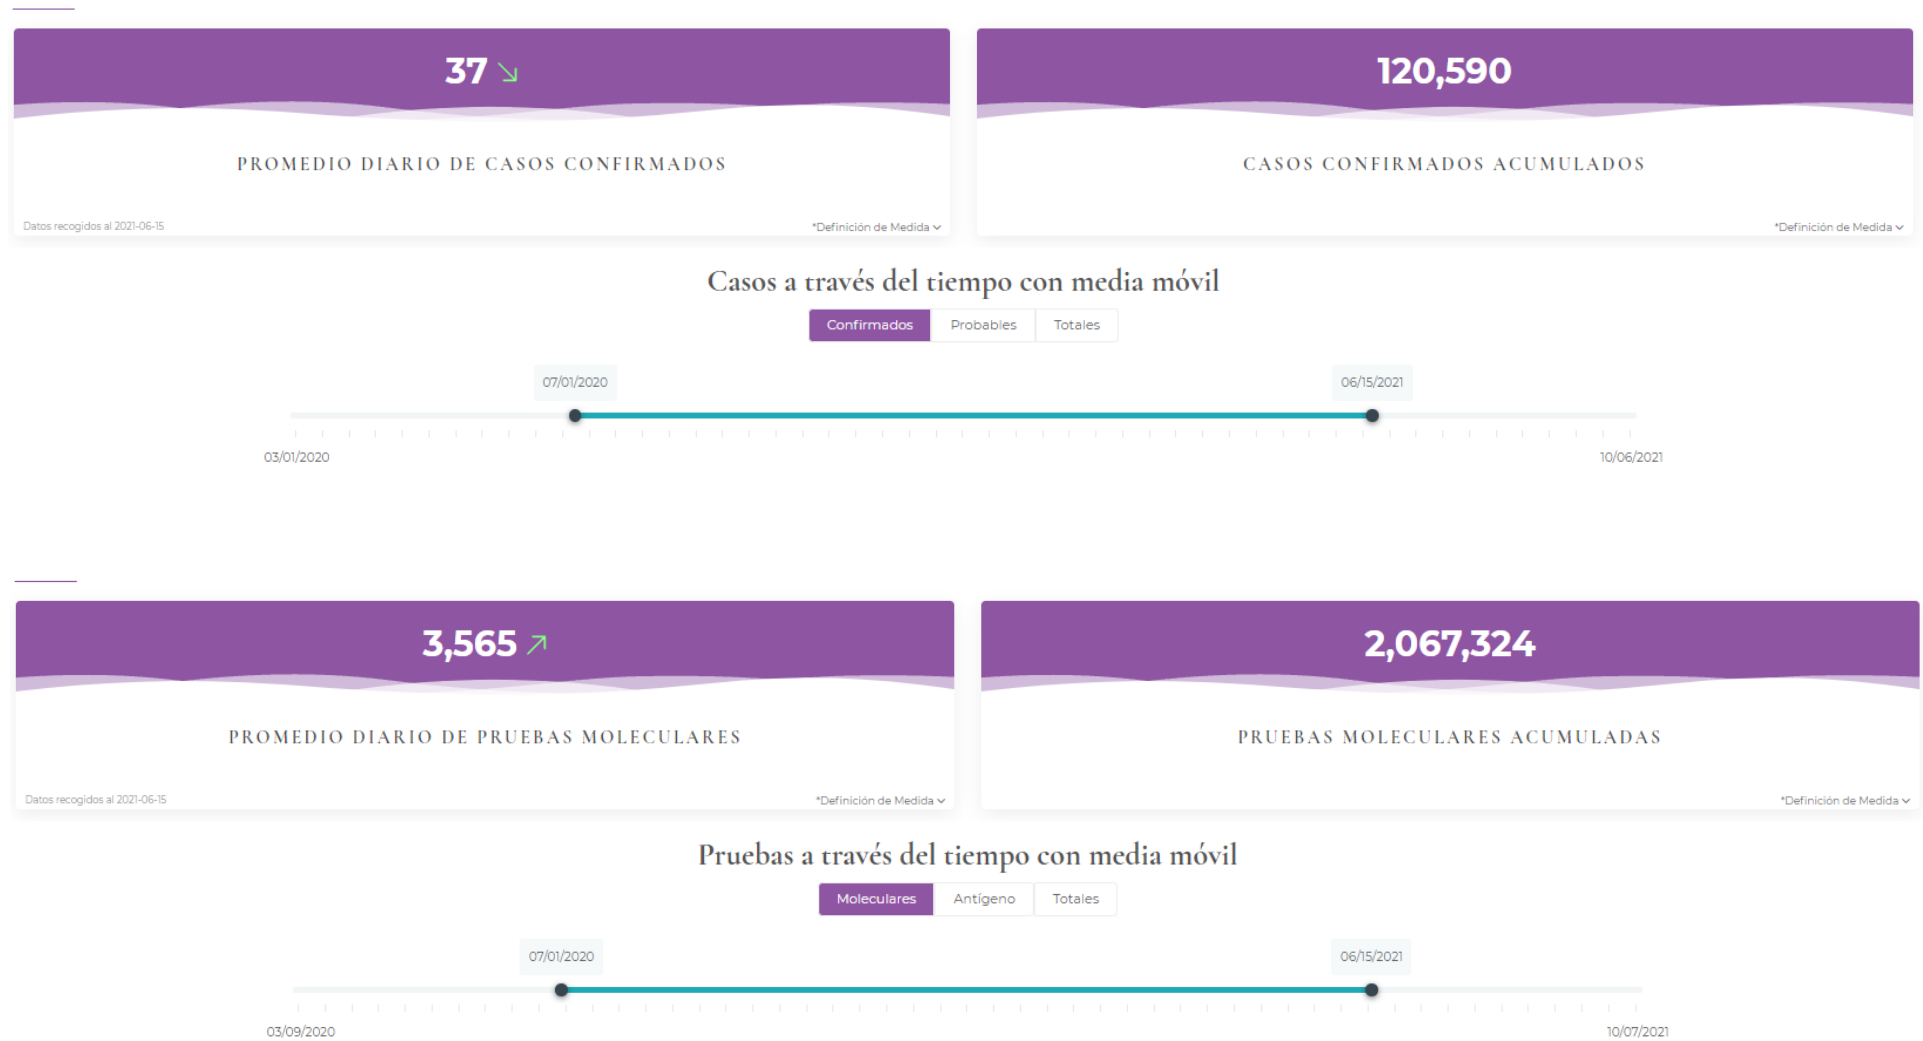 37
120,590
PROMEDIO DIARIO DE CASOS CONFIRMADOS
CASOS CONFIRMADOS ACUMULADOS
Datos recogidos al 2021-06-15
*Definición de Medida
*Definición de Medida
Casos a través del tiempo con media móvil
Confirmados Probables Totales
07/01/2020
06/15/2021
03/01/2020
10/06/2021
3,565
2,067,324
PROMEDIO DIARIO DE PRUEBAS MOLECULARES
PRUEBAS MOLECULARES ACUMULADAS
Datos recogidos al 2021-06-15
*Definición de Medida
*Definición de Medida
Pruebas a través del tiempo con media móvil
Moleculares Antígeno Totales
07/01/2020
06/15/2021
03/09/2020
10/07/2021